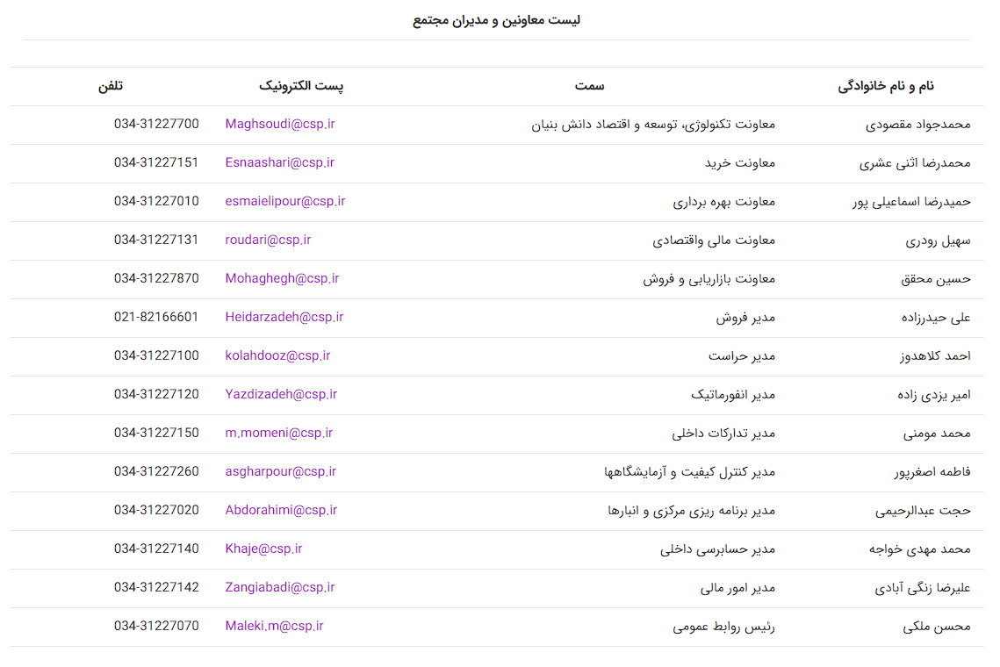 لیست معاونین و مدیران مجتمع
نام و نام خانوادگی سمت پست الکترونیک تلفن
محمدجواد مقصودی معاونت تکنولوژی، توسعه و اقتصاد دانش بنیان Maghsoudi@csp.ir 034-31227700
محمدرضا اثنی عشری معاونت خرید Esnaashari@csp.ir 034-31227151
حمیدرضا اسماعیلی پور معاونت بهره برداری esmaielipour@csp.ir 034-31227010
سهیل رودری معاونت مالی واقتصادی roudari@csp.ir 034-31227131
حسین محقق معاونت بازاریابی و فروش Mohaghegh@csp.ir 034-31227870
علی حیدرزاده مدیر فروش Heidarzadeh@csp.ir 021-82166601
احمد کلاهدوز مدیر حراست kolahdooz@csp.ir 034-31227100
امیر یزدی زاده مدیر انفورماتیک Yazdizadeh@csp.ir 034-31227120
محمد مومنی مدیر تدارکات داخلی m.momeni@csp.ir 034-31227150
فاطمه اصغرپور مدیر کنترل کیفیت و آزمایشگاهها asgharpour@csp.ir 034-31227260
حجت عبدالرحیمی مدیر برنامه ریزی مرکزی و انبارها Abdorahimi@csp.ir 034-31227020
محمد مهدی خواجه مدیر حسابرسی داخلی Khaje@csp.ir 034-31227140
علیرضا زنگی آبادی مدیر امور مالی Zangiabadi@csp.ir 034-31227142
محسن ملکی رئیس روابط عمومی Maleki.m@csp.ir 034-31227070